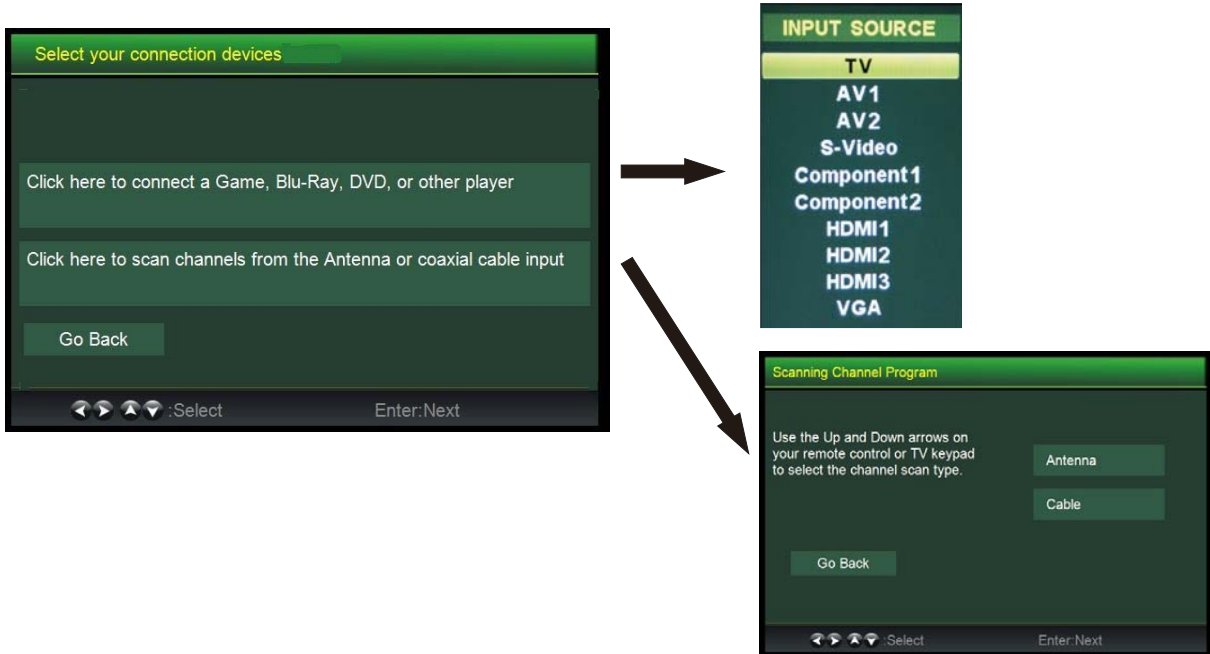 Select your connection devices
Click here to connect a Game, Blu-Ray, DVD, or other player
Click here to scan channels from the Antenna or coaxial cable input
Go Back
:Select Enter:Next
INPUT SOURCE
TV
AV1
AV2
S-Video
Component1
Component2
HDMI1
HDMI2
HDMI3
VGA
Scanning Channel Program
Use the Up and Down arrows on
your remote control or TV keypad
to select the channel scan type.
Antenna
Cable
Go Back
:Select Enter:Next